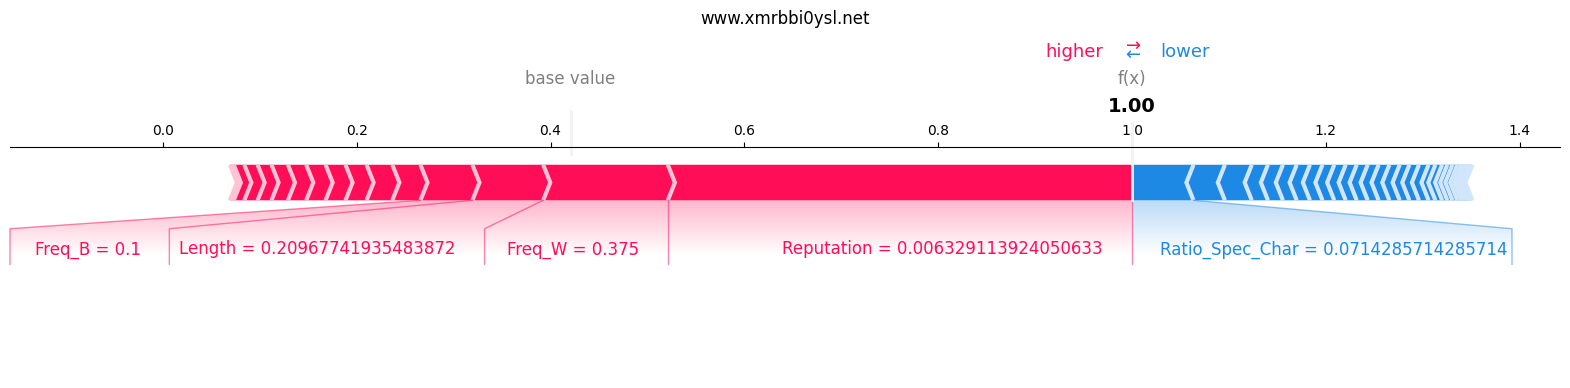 www.xmrbbi0ysl.net
higher ⇄ lower
base value
f(x)
1.00
0.0 0.2 0.4 0.6 0.8 1.0 1.2 1.4
Freq_B = 0.1
Length = 0.20967741935483872
Freq_W = 0.375
Reputation = 0.006329113924050633
Ratio_Spec_Char = 0.0714285714285714